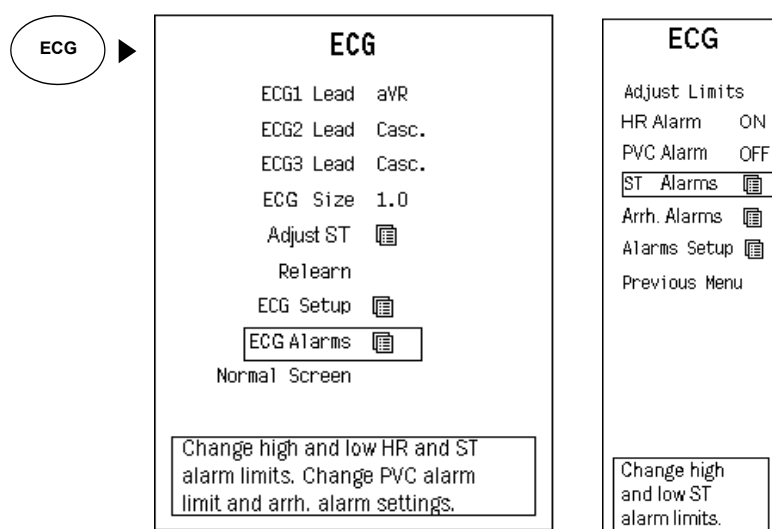 ECG
ECG
ECG1 Lead aVR
ECG2 Lead Casc.
ECG3 Lead Casc.
ECG Size 1.0
Adjust ST
Relearn
ECG Setup
ECG Alarms
Normal Screen
Change high and low HR and ST
alarm limits. Change PVC alarm
limit and arrh. alarm settings.
ECG
Adjust Limits
HR Alarm ON
PVC Alarm OFF
ST Alarms
Arrh. Alarms
Alarms Setup
Previous Menu
Change high
and low ST
alarm limits.